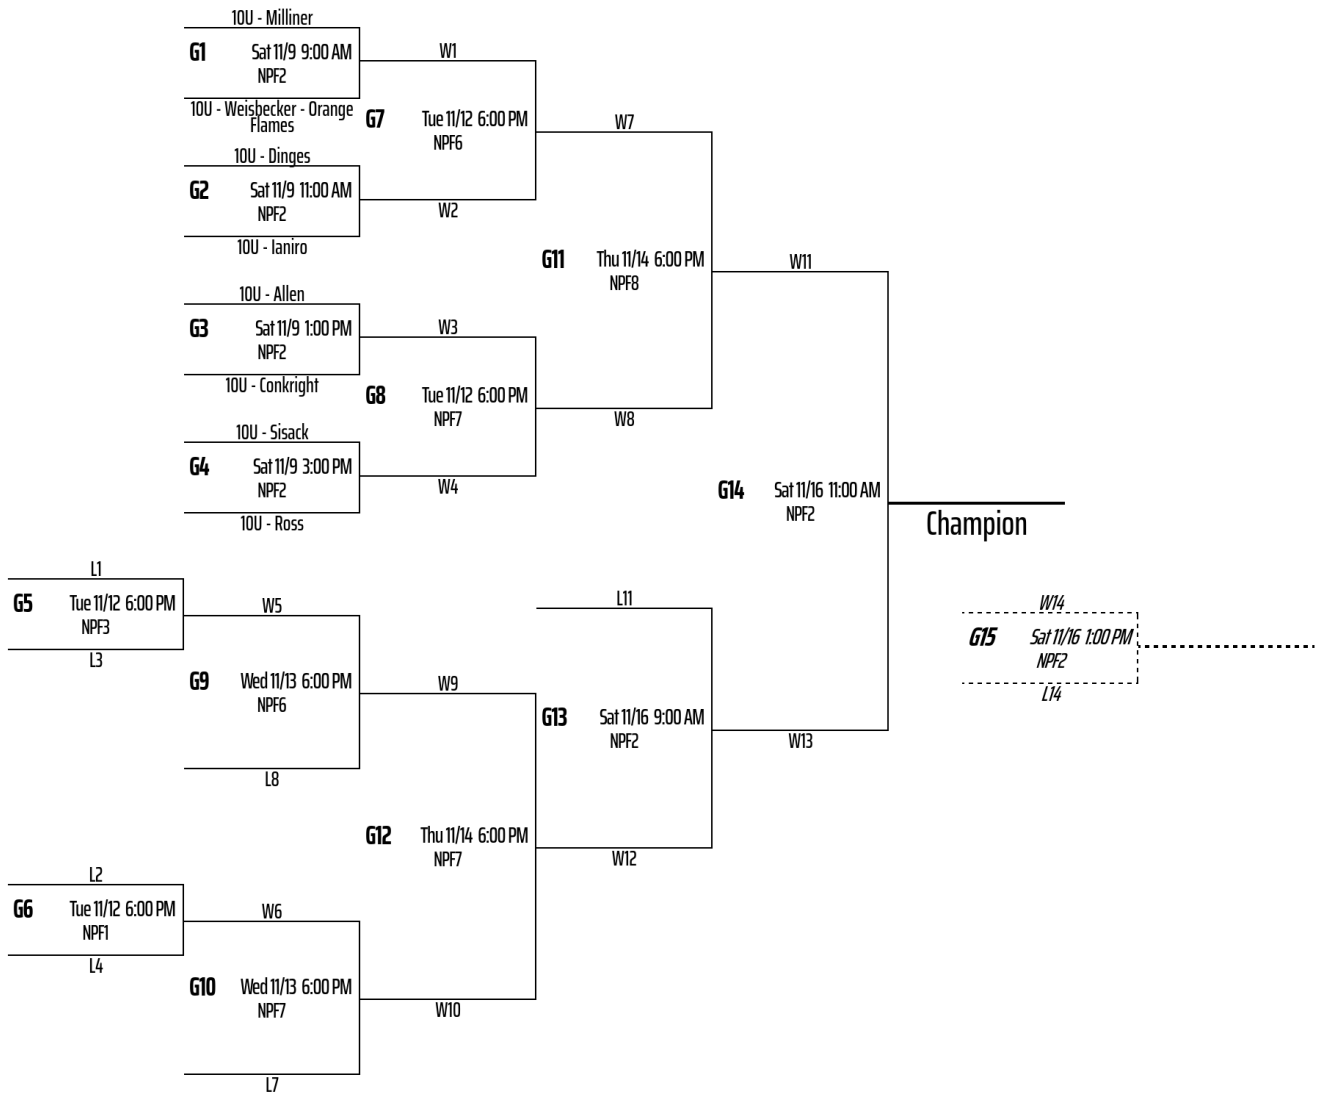 10U - Milliner
G1 Sat 11/9 9:00 AM
NPF2
10U - Weisbecker - Orange
Flames
W1
G7 Tue 11/12 6:00 PM
NPF6
10U - Dinges
G2 Sat 11/9 11:00 AM
NPF2
10U - Ianiro
W2
W7
G11 Thu 11/14 6:00 PM
NPF8
10U - Allen
G3 Sat 11/9 1:00 PM
NPF2
10U - Conkright
W3
G8 Tue 11/12 6:00 PM
NPF7
10U - Sisack
G4 Sat 11/9 3:00 PM
NPF2
10U - Ross
W4
W8
W11
G14 Sat 11/16 11:00 AM
NPF2
Champion
L1
G5 Tue 11/12 6:00 PM
NPF3
L3
W5
G9 Wed 11/13 6:00 PM
NPF6
L8
W9
L11
G13 Sat 11/16 9:00 AM
NPF2
W13
W14
G15 Sat 11/16 1:00 PM
NPF2
L14
G12 Thu 11/14 6:00 PM
NPF7
W12
L2
G6 Tue 11/12 6:00 PM
NPF1
L4
W6
G10 Wed 11/13 6:00 PM
NPF7
L7
W10